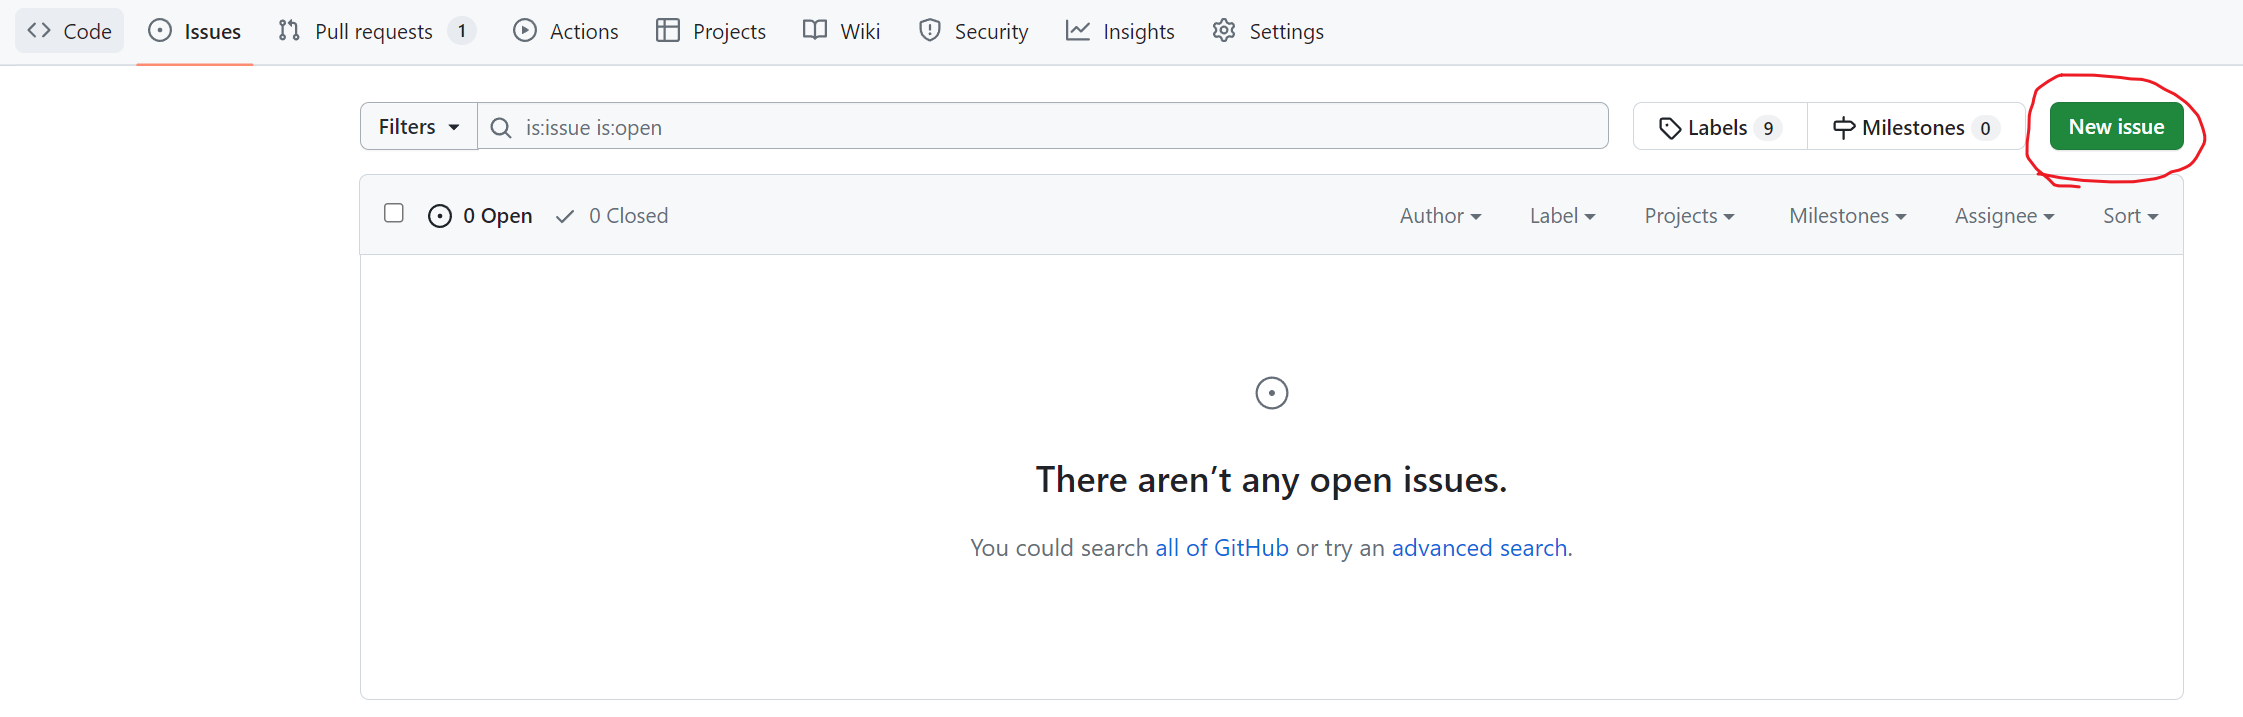 Code Issues Pull requests 1 Actions Projects Wiki Security Insights Settings
Filters is:issue is:open Labels 9 Milestones 0 New issue
0 Open 0 Closed Author Label Projects Milestones Assignee Sort
There aren’t any open issues.
You could search all of GitHub or try an advanced search.